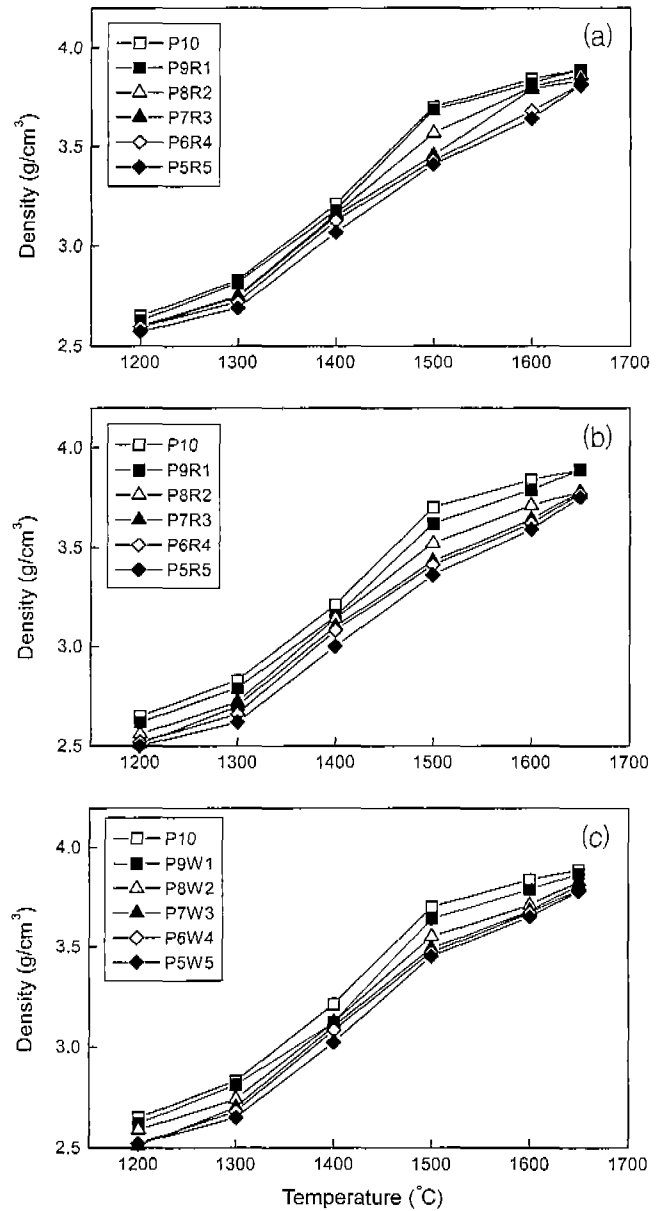 (a)
P10
P9R1
P8R2
P7R3
P6R4
P5R5
4.0
3.5
3.0
2.5
Density (g/cm³)
1200 1300 1400 1500 1600 1700
(b)
P10
P9R1
P8R2
P7R3
P6R4
P5R5
4.0
3.5
3.0
2.5
Density (g/cm³)
1200 1300 1400 1500 1600 1700
(c)
P10
P9W1
P8W2
P7W3
P6W4
P5W5
4.0
3.5
3.0
2.5
Density (g/cm³)
1200 1300 1400 1500 1600 1700
Temperature (°C)